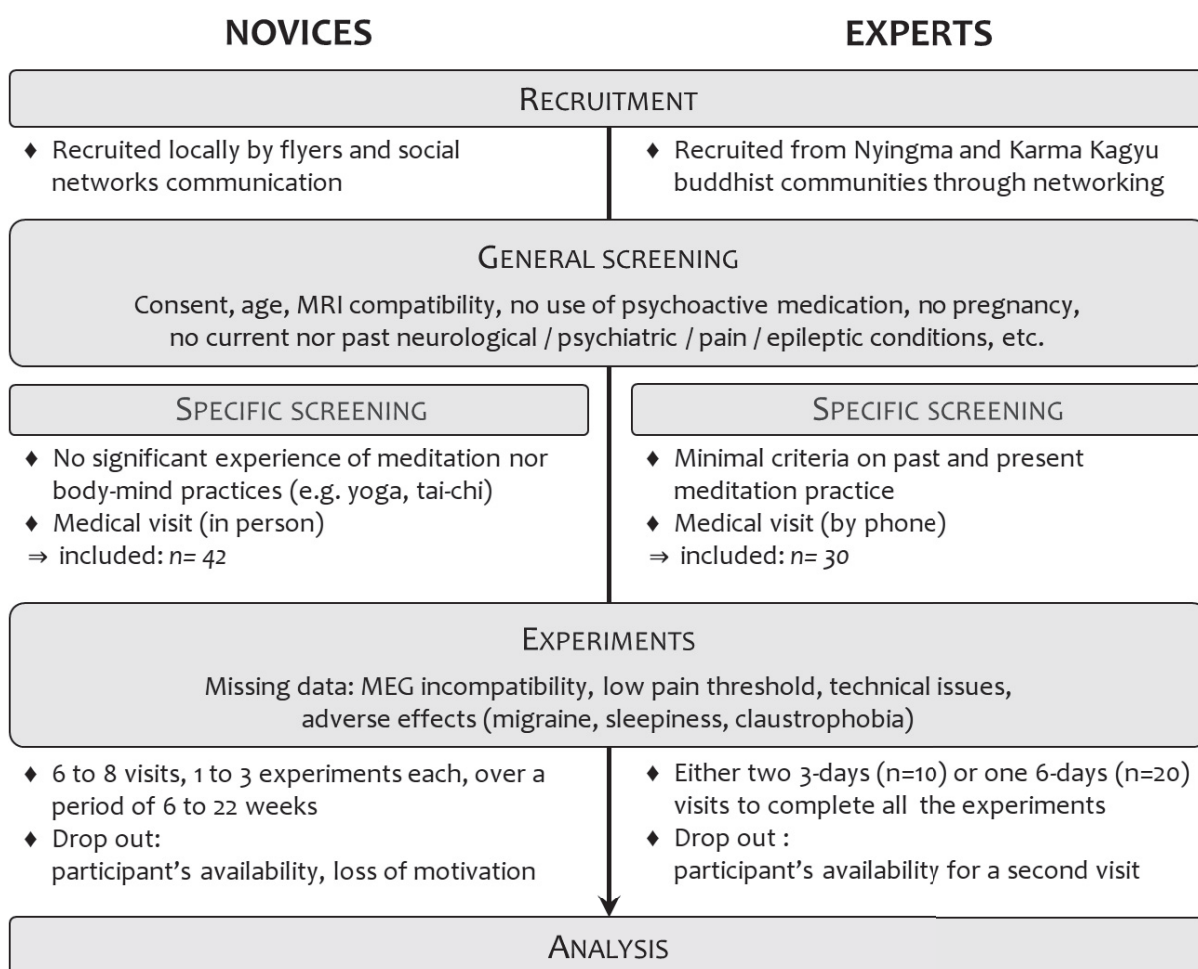 NOVICES
EXPERTS
RECRUITMENT
♦ Recruited locally by flyers and social
networks communication
♦ Recruited from Nyingma and Karma Kagyu
buddhist communities through networking
GENERAL SCREENING
Consent, age, MRI compatibility, no use of psychoactive medication, no pregnancy,
no current nor past neurological / psychiatric / pain / epileptic conditions, etc.
SPECIFIC SCREENING
♦ No significant experience of meditation nor
body-mind practices (e.g. yoga, tai-chi)
♦ Medical visit (in person)
⇒ included: n= 42
SPECIFIC SCREENING
♦ Minimal criteria on past and present
meditation practice
♦ Medical visit (by phone)
⇒ included: n= 30
EXPERIMENTS
Missing data: MEG incompatibility, low pain threshold, technical issues,
adverse effects (migraine, sleepiness, claustrophobia)
♦ 6 to 8 visits, 1 to 3 experiments each, over a
period of 6 to 22 weeks
♦ Drop out:
participant's availability, loss of motivation
♦ Either two 3-days (n=10) or one 6-days (n=20)
visits to complete all the experiments
♦ Drop out :
participant's availability for a second visit
ANALYSIS